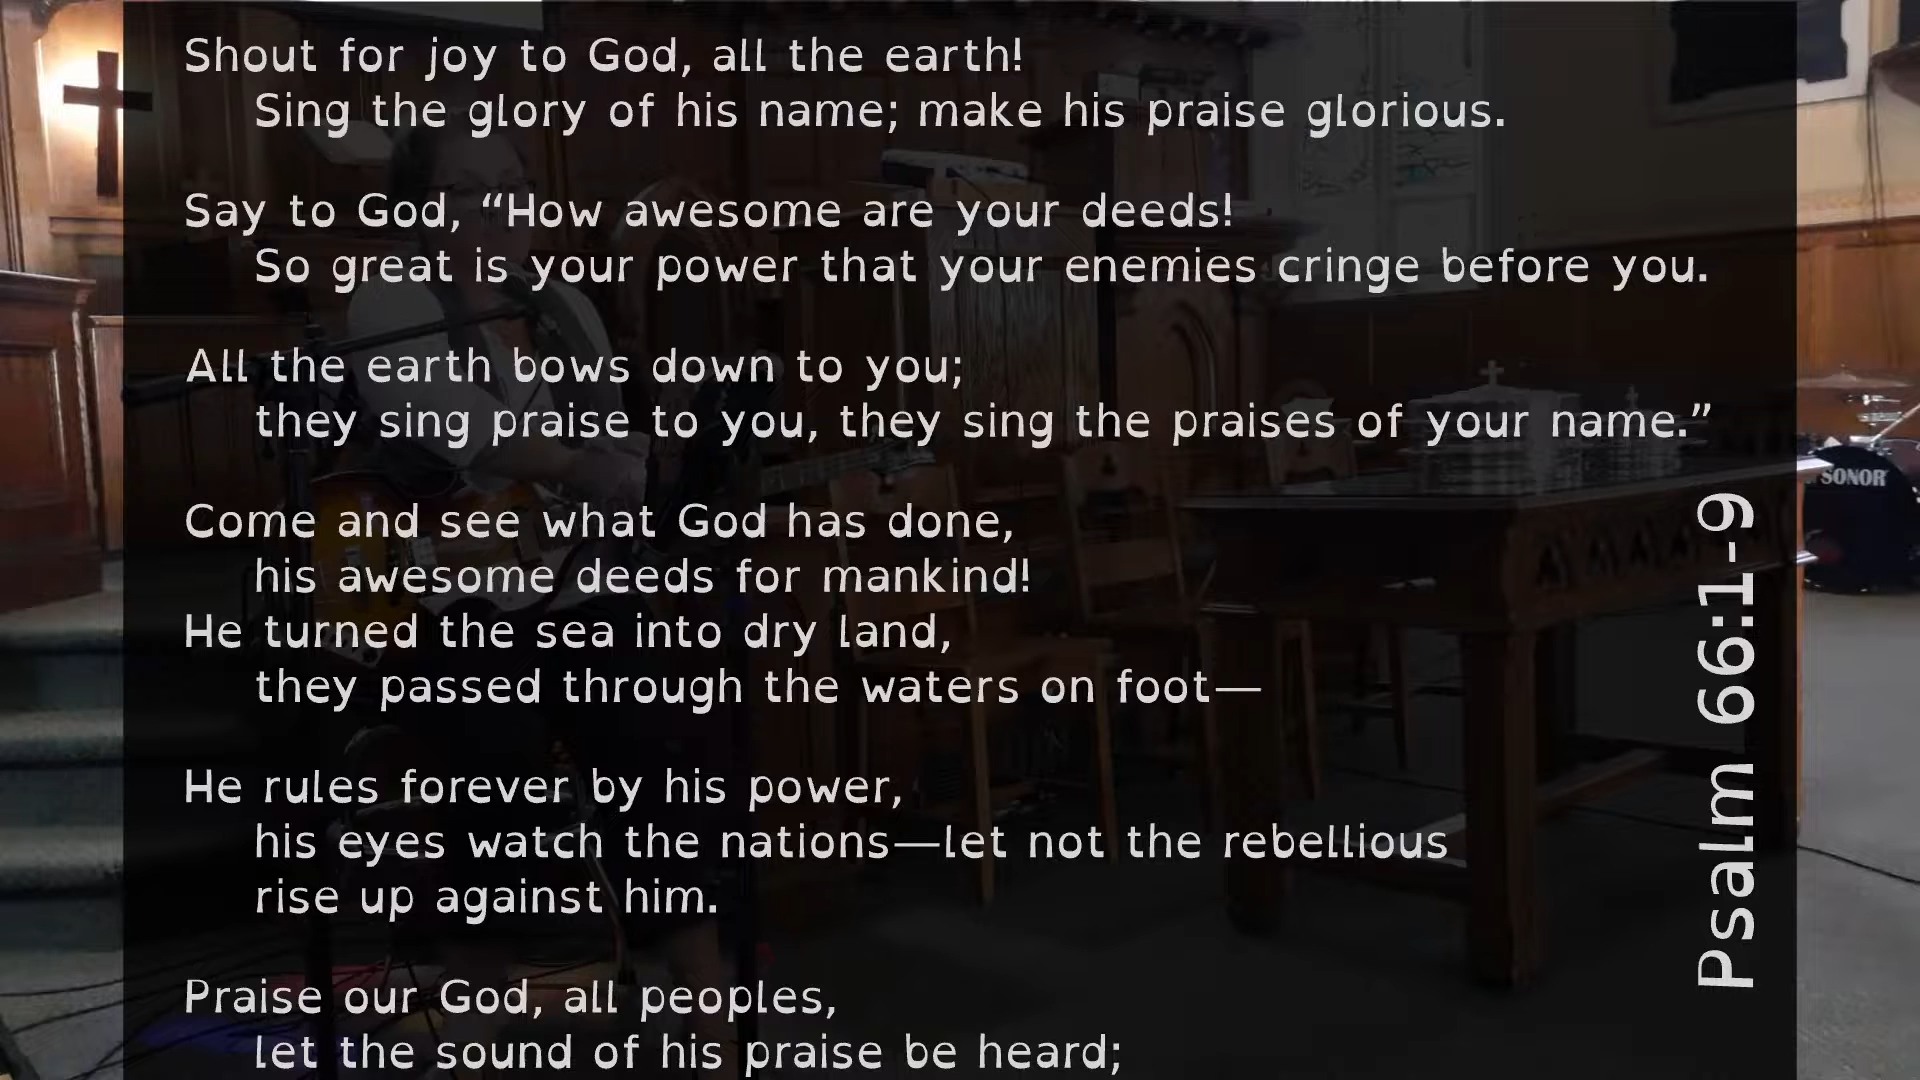 Shout for joy to God, all the earth!
Sing the glory of his name; make his praise glorious.
Say to God, “How awesome are your deeds!
So great is your power that your enemies cringe before you.
All the earth bows down to you;
they sing praise to you, they sing the praises of your name.”
Come and see what God has done,
his awesome deeds for mankind!
He turned the sea into dry land,
they passed through the waters on foot—
He rules forever by his power,
his eyes watch the nations—let not the rebellious
rise up against him.
Praise our God, all peoples,
let the sound of his praise be heard;
Psalm 66:1-9
SONOR